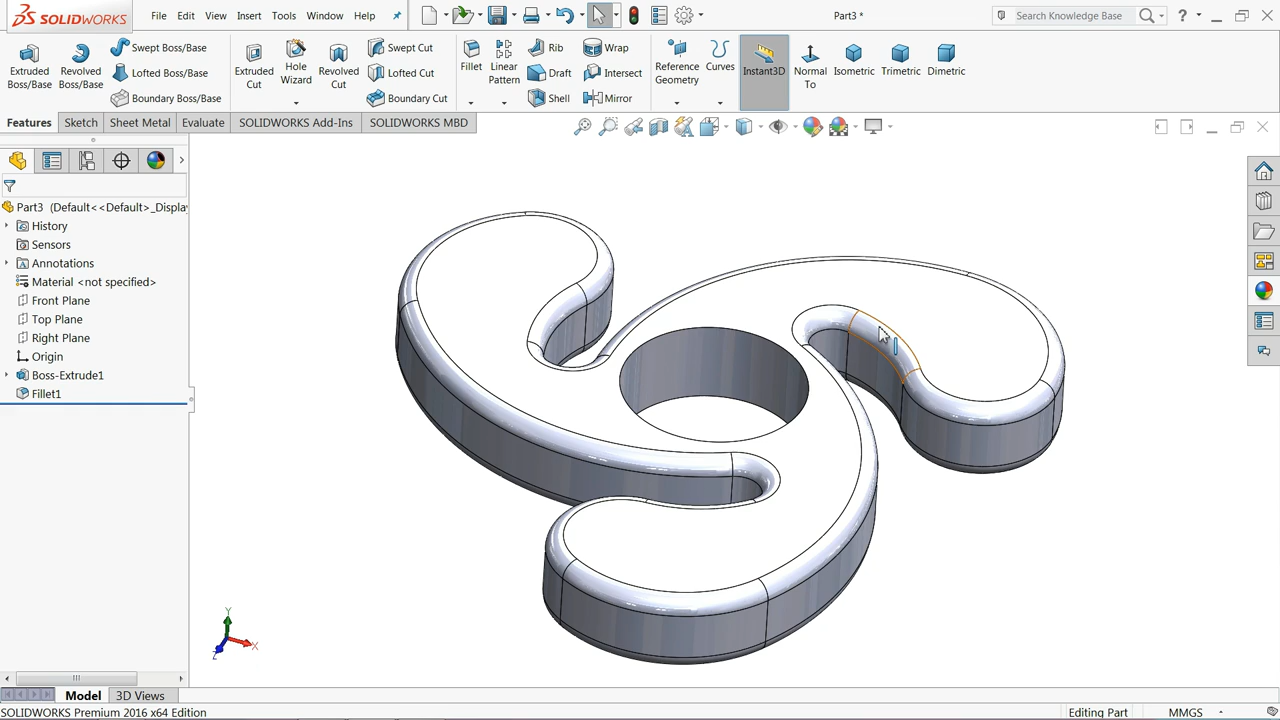 SOLIDWORKS
File Edit View Insert Tools Window Help
Part3 *
Search Knowledge Base
?
Extruded Boss/Base
Revolved Boss/Base
Swept Boss/Base
Lofted Boss/Base
Boundary Boss/Base
Extruded Cut
Hole Wizard
Revolved Cut
Swept Cut
Lofted Cut
Boundary Cut
Fillet
Linear Pattern
Rib
Draft
Shell
Wrap
Intersect
Mirror
Reference Geometry
Curves
Instant3D
Normal To
Isometric
Trimetric
Dimetric
Features Sketch Sheet Metal Evaluate SOLIDWORKS Add-Ins SOLIDWORKS MBD
Part3 (Default<<Default>_Displa
History
Sensors
Annotations
Material <not specified>
Front Plane
Top Plane
Right Plane
Origin
Boss-Extrude1
Fillet1
Y
X
Z
Model 3D Views
SOLIDWORKS Premium 2016 x64 Edition
Editing Part
MMGS